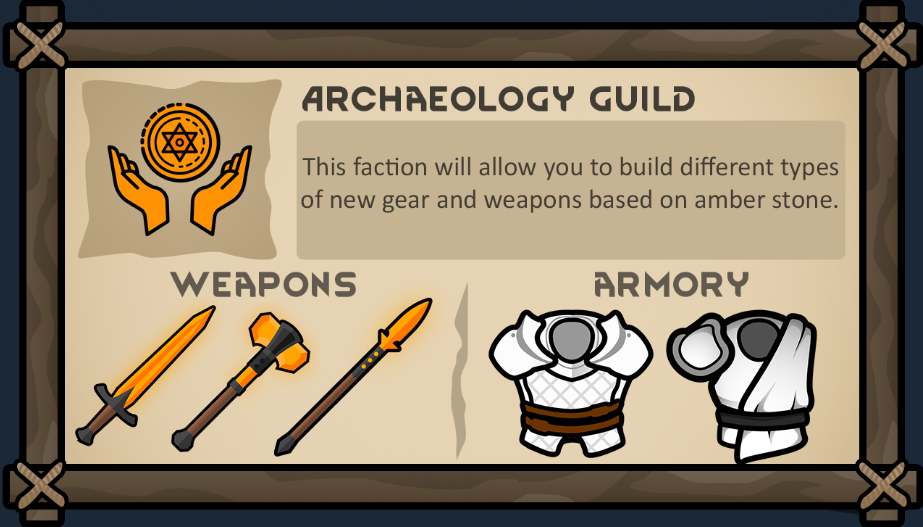 ARCHAEOLOGY GUILD
This faction will allow you to build different types
of new gear and weapons based on amber stone.
WEAPONS
ARMORY